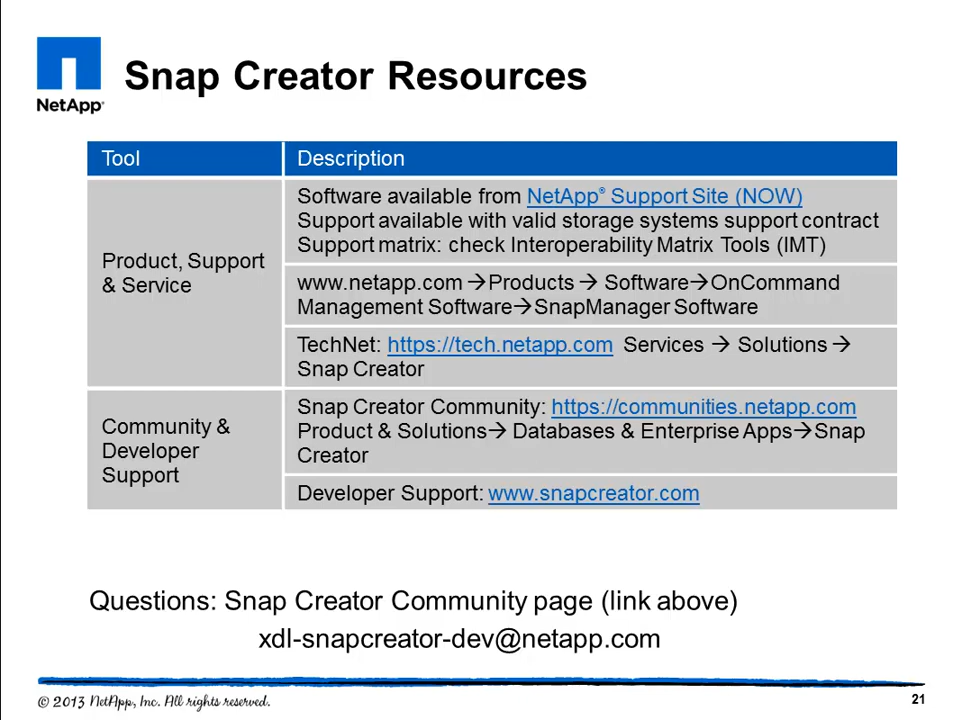 NetApp®
Snap Creator Resources
Tool
Description
Product, Support
& Service
Software available from NetApp® Support Site (NOW)
Support available with valid storage systems support contract
Support matrix: check Interoperability Matrix Tools (IMT)
www.netapp.com →Products → Software→OnCommand
Management Software→SnapManager Software
TechNet: https://tech.netapp.com Services → Solutions →
Snap Creator
Community &
Developer
Support
Snap Creator Community: https://communities.netapp.com
Product & Solutions→ Databases & Enterprise Apps→Snap
Creator
Developer Support: www.snapcreator.com
Questions: Snap Creator Community page (link above)
xdl-snapcreator-dev@netapp.com
© 2013 NetApp, Inc. All rights reserved.
21